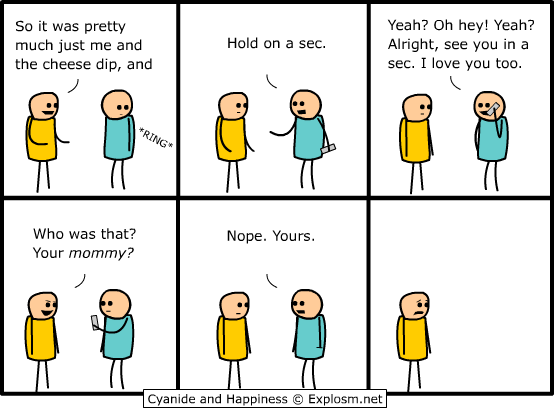 So it was pretty
much just me and
the cheese dip, and
*RING*
Hold on a sec.
Yeah? Oh hey! Yeah?
Alright, see you in a
sec. I love you too.
Who was that?
Your mommy?
Nope. Yours.
Cyanide and Happiness © Explosm.net